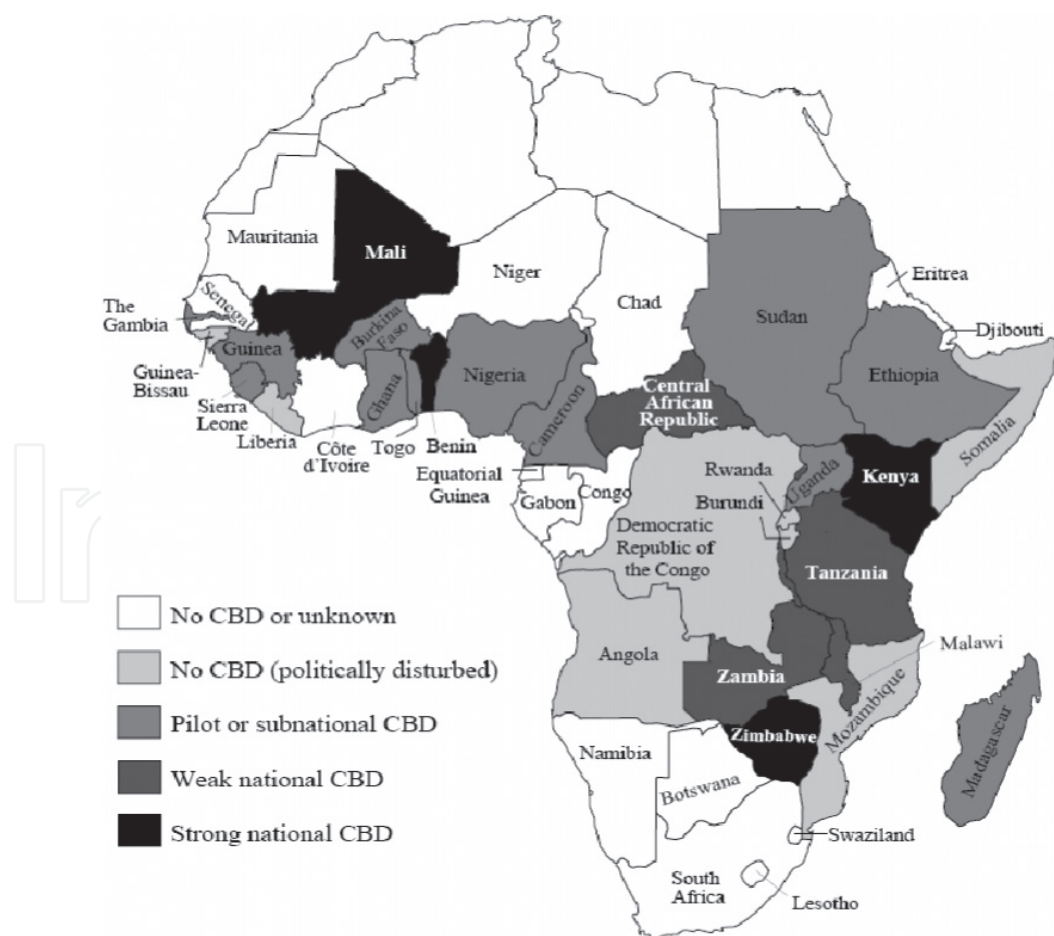 Mauritania
Mali
Niger
Chad
Sudan
Eritrea
Djibouti
Senegal
The
Gambia
Guinea-
Bissau
Guinea
Sierra
Leone
Liberia
Côte
d'Ivoire
Burkina
Faso
Ghana
Togo
Benin
Nigeria
Cameroon
Central
African
Republic
Ethiopia
Somalia
Equatorial
Guinea
Gabon
Congo
Democratic
Republic of
the Congo
Rwanda
Burundi
Uganda
Kenya
Tanzania
Angola
Zambia
Malawi
Mozambique
Zimbabwe
Madagascar
Namibia
Botswana
Swaziland
South
Africa
Lesotho
No CBD or unknown
No CBD (politically disturbed)
Pilot or subnational CBD
Weak national CBD
Strong national CBD